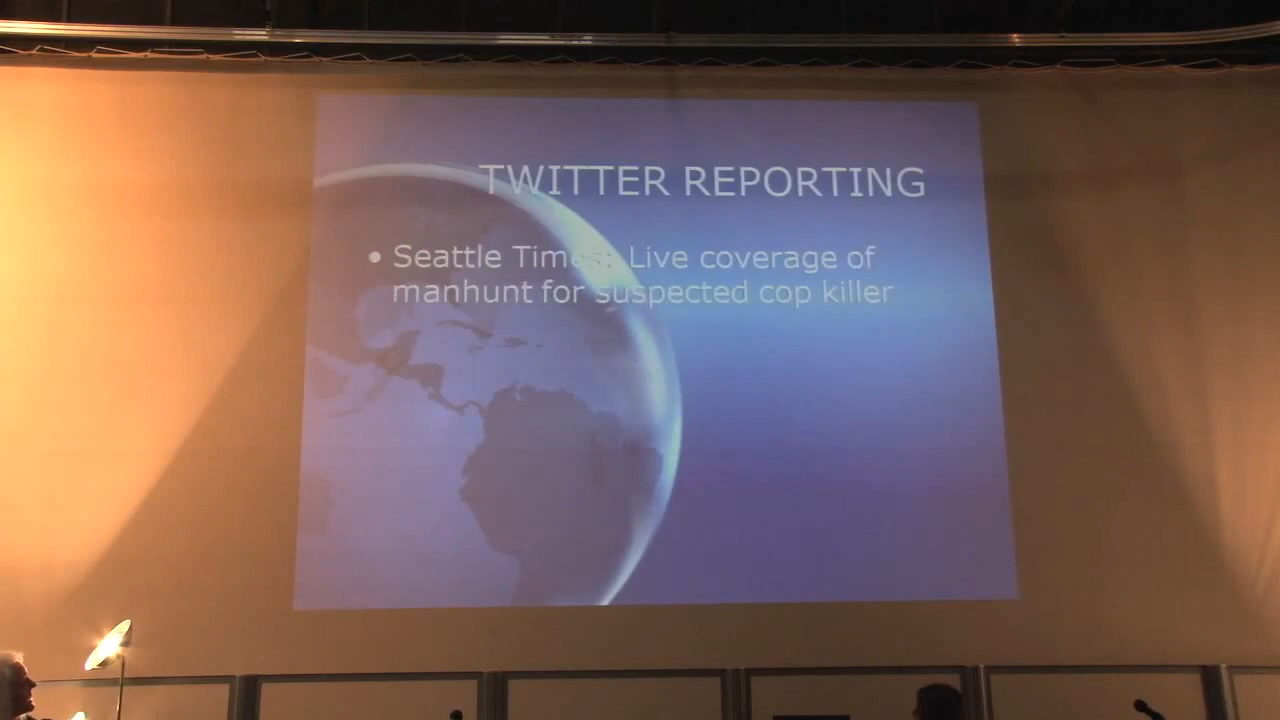 TWITTER REPORTING
• Seattle Times: Live coverage of
manhunt for suspected cop killer